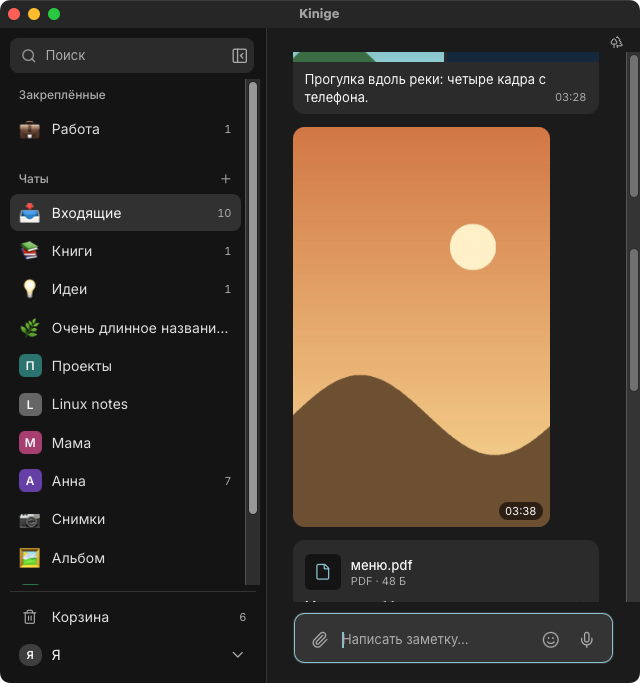 Kinige
Поиск
Закреплённые
Работа 1
Чаты
Входящие 10
Книги 1
Идеи 1
Очень длинное названи...
П Проекты
L Linux notes
М Мама
А Анна 7
Снимки
Альбом
Корзина 6
Я Я
Прогулка вдоль реки: четыре кадра с
телефона. 03:28
03:38
меню.pdf
PDF · 48 Б
Написать заметку...